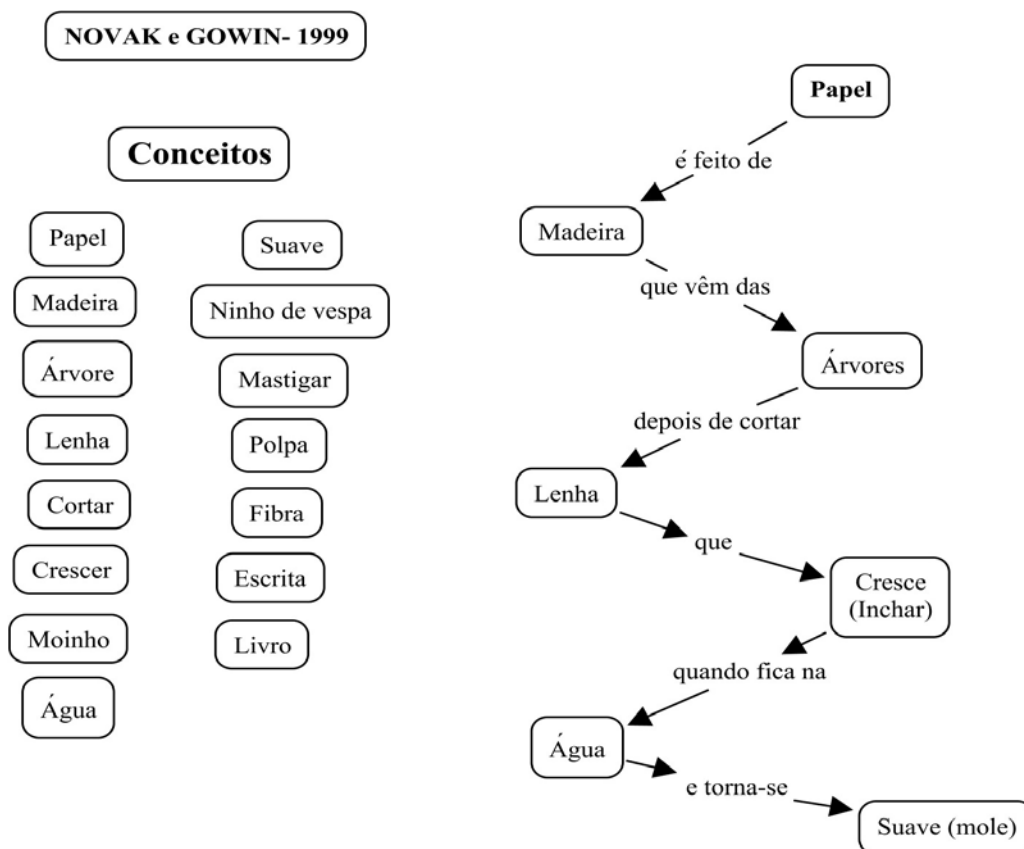 NOVAK e GOWIN- 1999
Conceitos
Papel
Madeira
Árvore
Lenha
Cortar
Crescer
Moinho
Água
Suave
Ninho de vespa
Mastigar
Polpa
Fibra
Escrita
Livro
Papel
é feito de
Madeira
que vêm das
Árvores
depois de cortar
Lenha
que
Cresce
(Inchar)
quando fica na
Água
e torna-se
Suave (mole)